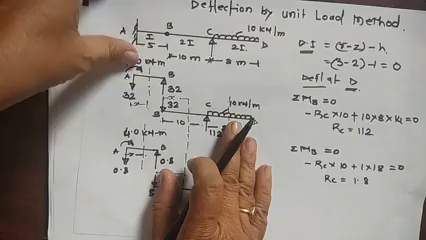 Deflection by unit Load Method.
A B C 10 kN/m D
I 2I 2I
5 10 m 8 m
D.I = (r-2) - h
= (3-2) - 1 = 0
Defl at D.
A B
32 32
32
B C 10kN/m
10
112
ΣM_B = 0
- Rc×10 + 10×8×14 = 0
Rc = 112
A B
0.8 0.8
ΣM_B = 0
- Rc × 10 + 1×18 = 0
Rc = 1.8